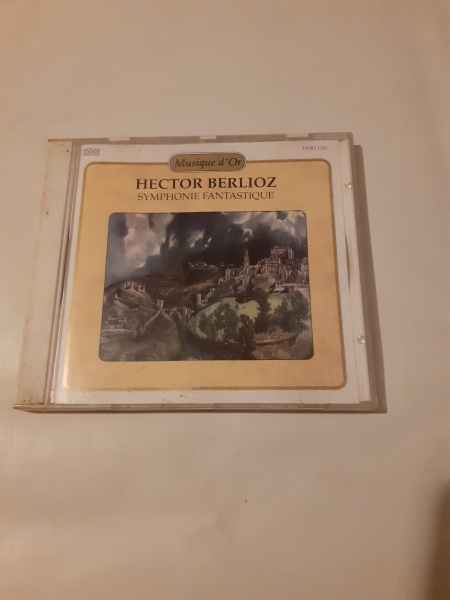 Musique d'Or
HECTOR BERLIOZ
SYMPHONIE FANTASTIQUE